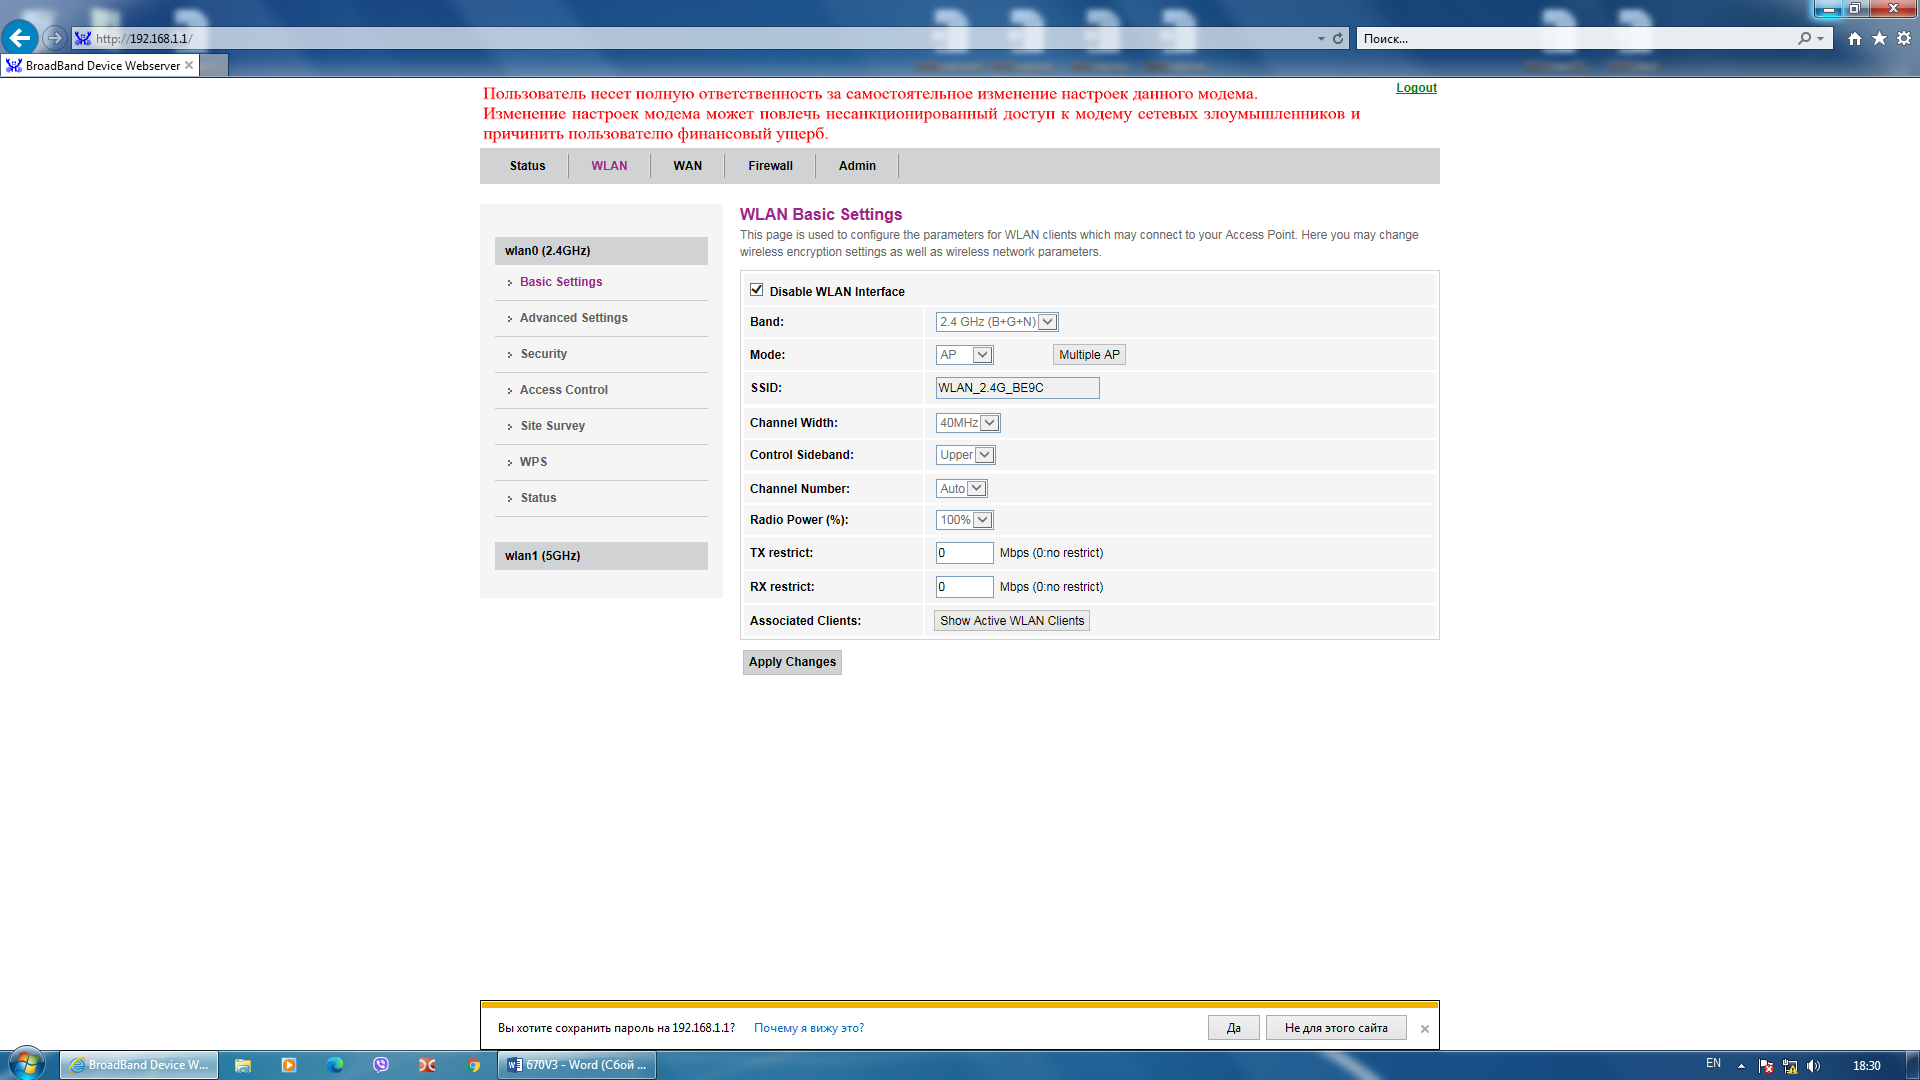 http://192.168.1.1/
Поиск...
BroadBand Device Webserver
Пользователь несет полную ответственность за самостоятельное изменение настроек данного модема.
Изменение настроек модема может повлечь несанкционированный доступ к модему сетевых злоумышленников и
причинить пользователю финансовый ущерб.
Logout
Status
WLAN
WAN
Firewall
Admin
wlan0 (2.4GHz)
Basic Settings
Advanced Settings
Security
Access Control
Site Survey
WPS
Status
wlan1 (5GHz)
WLAN Basic Settings
This page is used to configure the parameters for WLAN clients which may connect to your Access Point. Here you may change
wireless encryption settings as well as wireless network parameters.
Disable WLAN Interface
Band: 2.4 GHz (B+G+N)
Mode: AP Multiple AP
SSID: WLAN_2.4G_BE9C
Channel Width: 40MHz
Control Sideband: Upper
Channel Number: Auto
Radio Power (%): 100%
TX restrict: 0 Mbps (0:no restrict)
RX restrict: 0 Mbps (0:no restrict)
Associated Clients: Show Active WLAN Clients
Apply Changes
Вы хотите сохранить пароль на 192.168.1.1? Почему я вижу это? Да Не для этого сайта
BroadBand Device W...
670V3 - Word (Сбой ...
EN
18:30